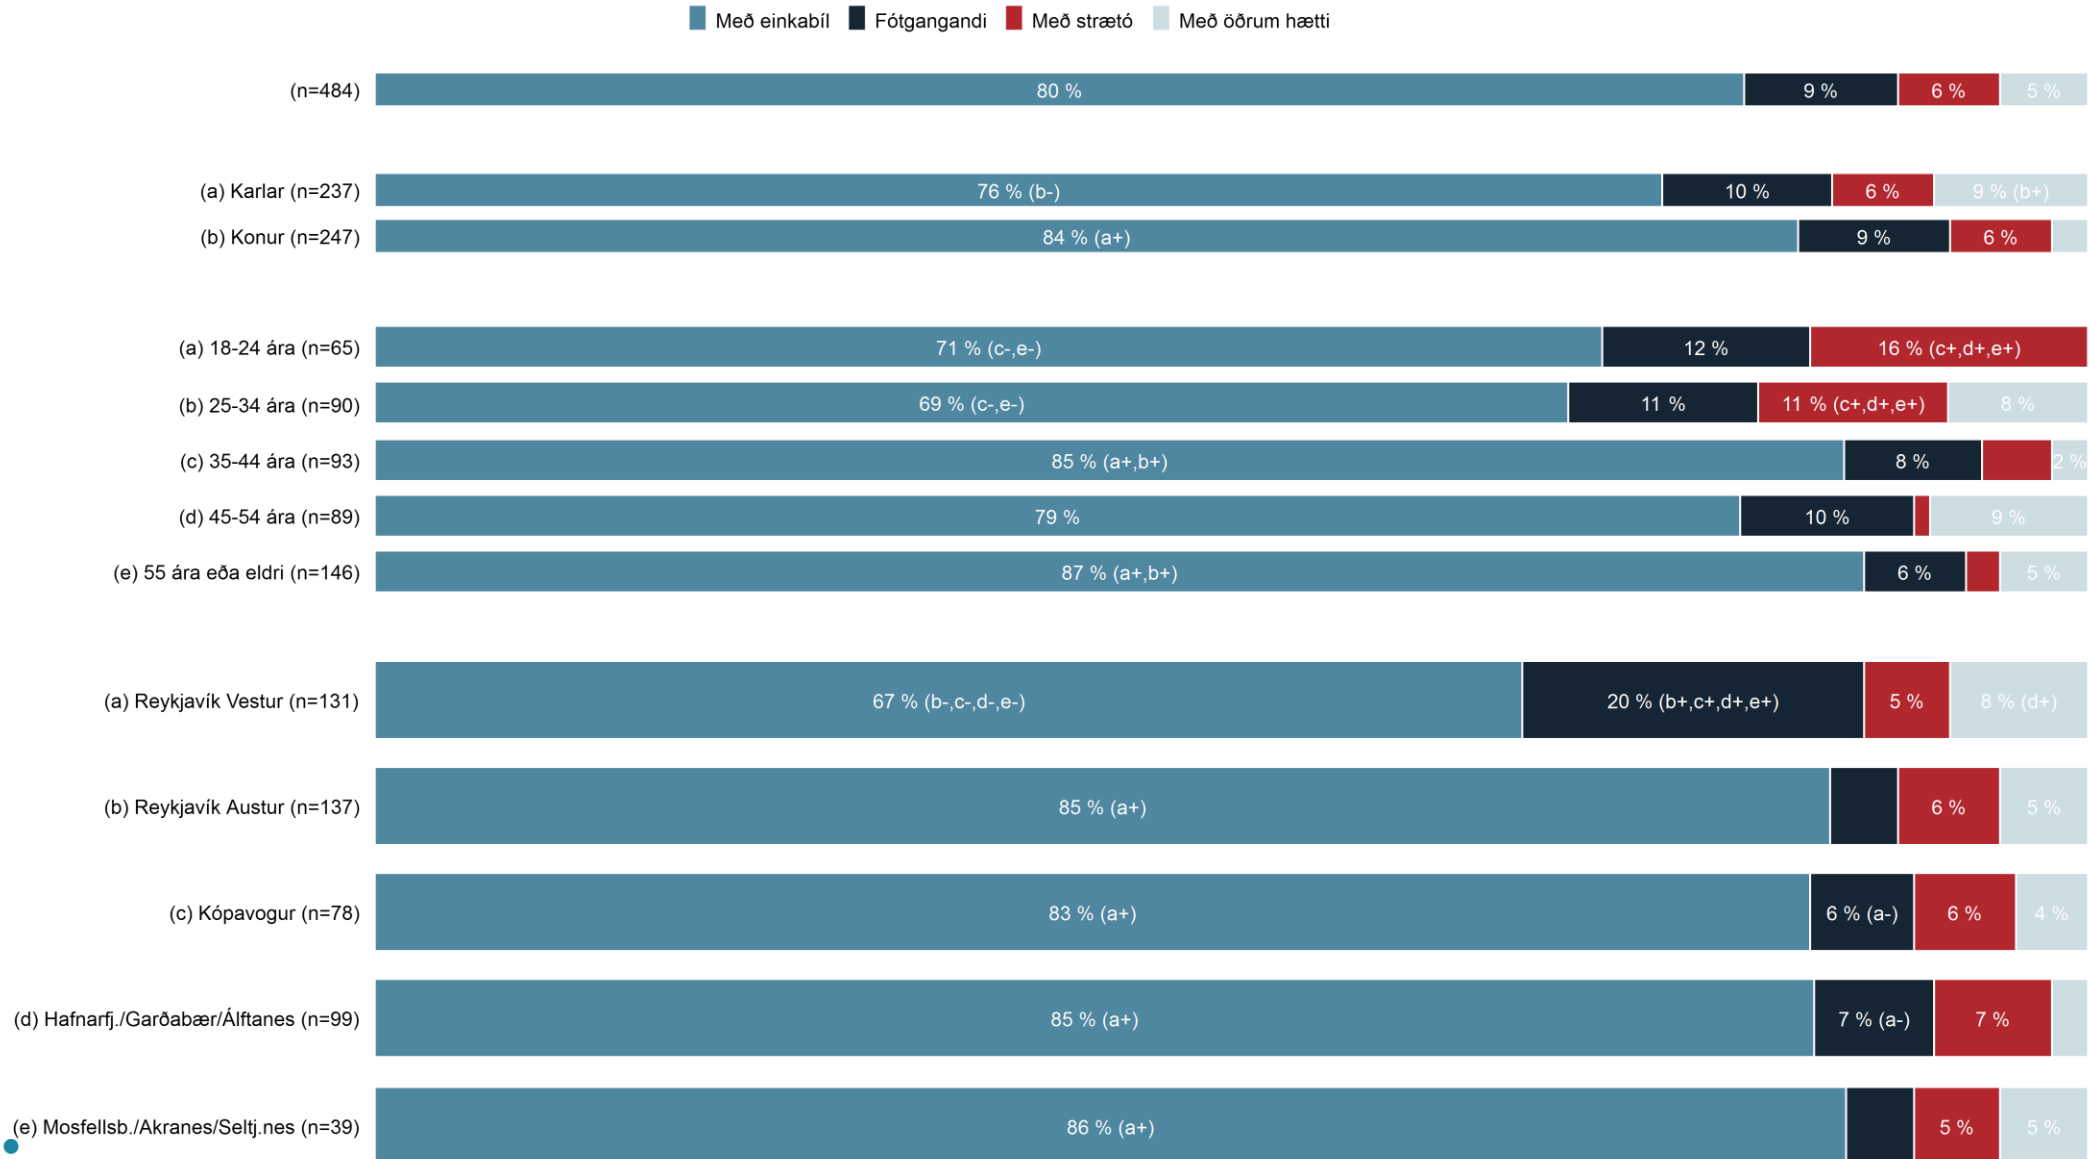 Með einkabíl Fótgangandi Með strætó Með öðrum hætti
(n=484) 80 % 9 % 6 % 5 %
(a) Karlar (n=237) 76 % (b-) 10 % 6 % 9 % (b+)
(b) Konur (n=247) 84 % (a+) 9 % 6 %
(a) 18-24 ára (n=65) 71 % (c-,e-) 12 % 16 % (c+,d+,e+)
(b) 25-34 ára (n=90) 69 % (c-,e-) 11 % 11 % (c+,d+,e+) 8 %
(c) 35-44 ára (n=93) 85 % (a+,b+) 8 % 2 %
(d) 45-54 ára (n=89) 79 % 10 % 9 %
(e) 55 ára eða eldri (n=146) 87 % (a+,b+) 6 % 5 %
(a) Reykjavík Vestur (n=131) 67 % (b-,c-,d-,e-) 20 % (b+,c+,d+,e+) 5 % 8 % (d+)
(b) Reykjavík Austur (n=137) 85 % (a+) 6 % 5 %
(c) Kópavogur (n=78) 83 % (a+) 6 % (a-) 6 % 4 %
(d) Hafnarfj./Garðabær/Álftanes (n=99) 85 % (a+) 7 % (a-) 7 %
(e) Mosfellsb./Akranes/Seltj.nes (n=39) 86 % (a+) 5 % 5 %